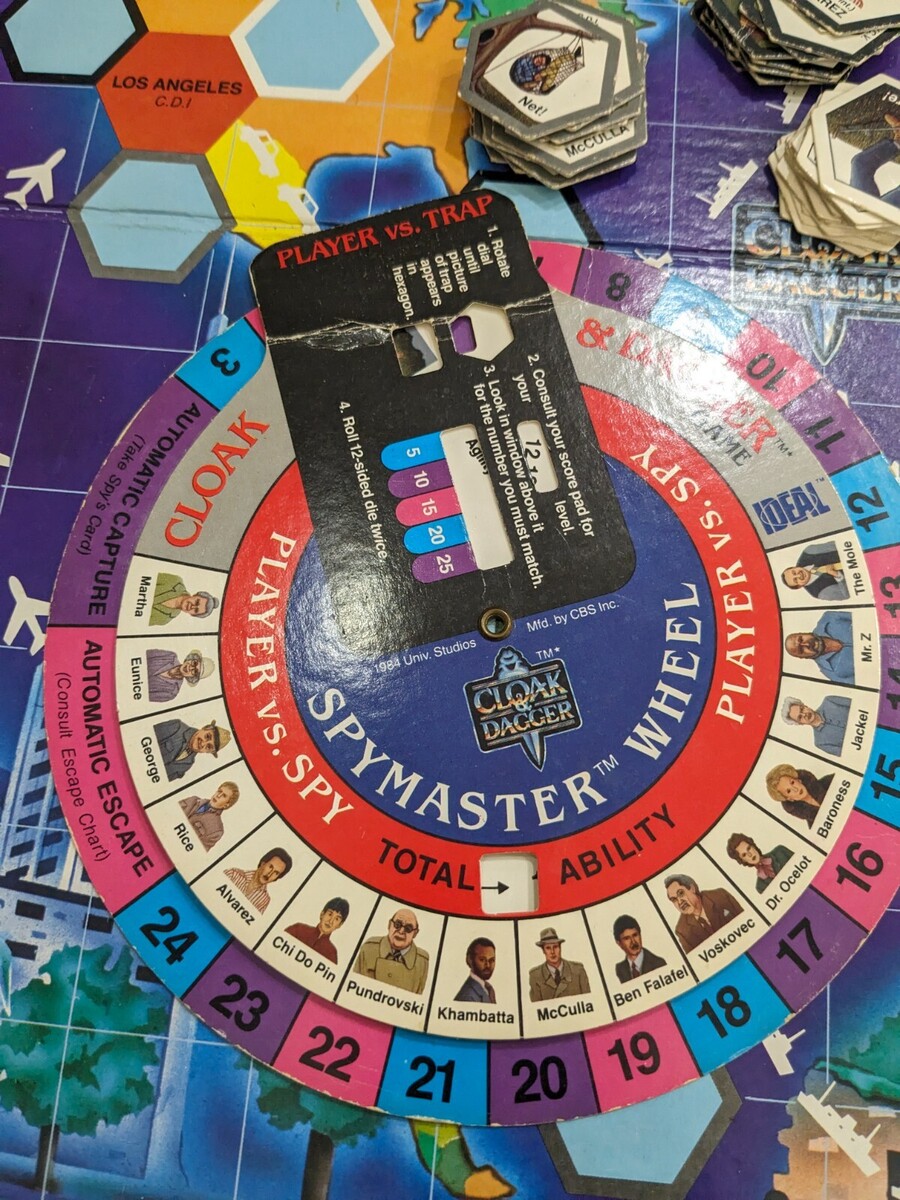 LOS ANGELES
C.D.I
Net!
McCULLA
CLOAK
DAGGER
PLAYER vs. TRAP
1. Rotate
dial
until
picture
of trap
appears
in
hexagon.
2. Consult your score pad for
your
level.
3. Look in window above it
for the number you must match.
4. Roll 12-sided die twice.
5
10
15
20
25
3
8
10
11
12
13
14
15
16
17
18
19
20
21
22
23
24
AUTOMATIC CAPTURE
(Take Spy's Card)
AUTOMATIC ESCAPE
(Consult Escape Chart)
CLOAK
&
GAME
IDEAL™
PLAYER vs. SPY
PLAYER vs. SPY
Martha
Eunice
George
Rice
Alvarez
Chi Do Pin
Pundrovski
Khambatta
McCulla
Ben Falafel
Voskovec
Dr. Ocelot
Baroness
Jackel
Mr. Z
The Mole
1984 Univ. Studios
Mfd. by CBS Inc.
CLOAK
&
DAGGER
TM*
SPYMASTER™ WHEEL
TOTAL ABILITY